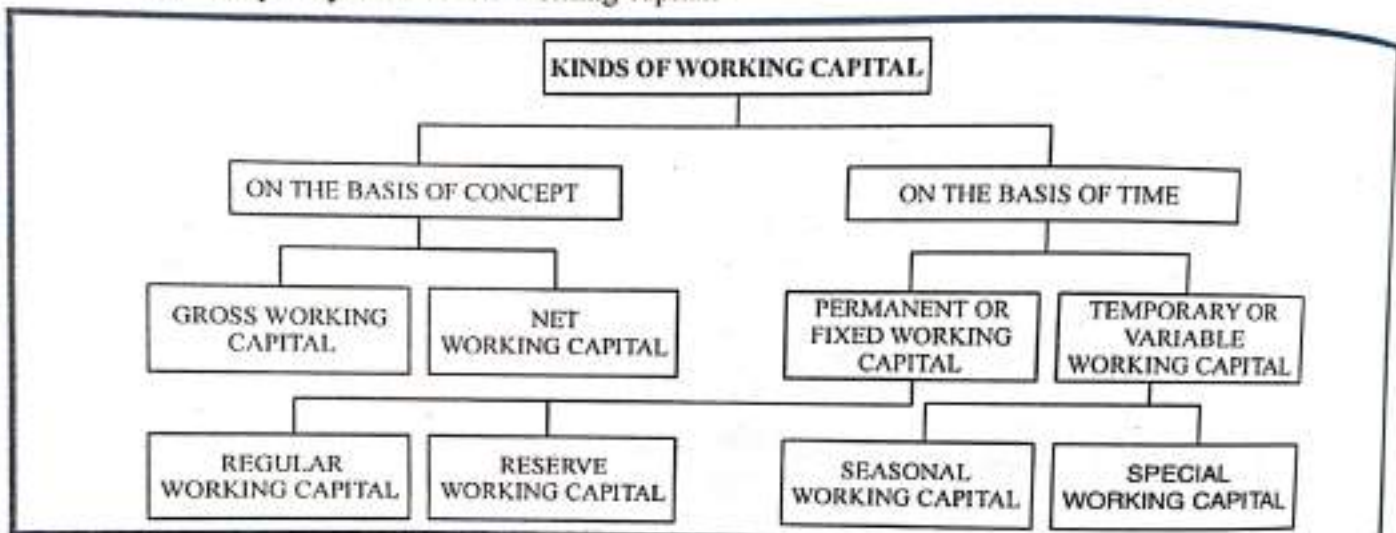 KINDS OF WORKING CAPITAL
ON THE BASIS OF CONCEPT
ON THE BASIS OF TIME
GROSS WORKING
CAPITAL
NET
WORKING CAPITAL
PERMANENT OR
FIXED WORKING
CAPITAL
TEMPORARY OR
VARIABLE
WORKING CAPITAL
REGULAR
WORKING CAPITAL
RESERVE
WORKING CAPITAL
SEASONAL
WORKING CAPITAL
SPECIAL
WORKING CAPITAL